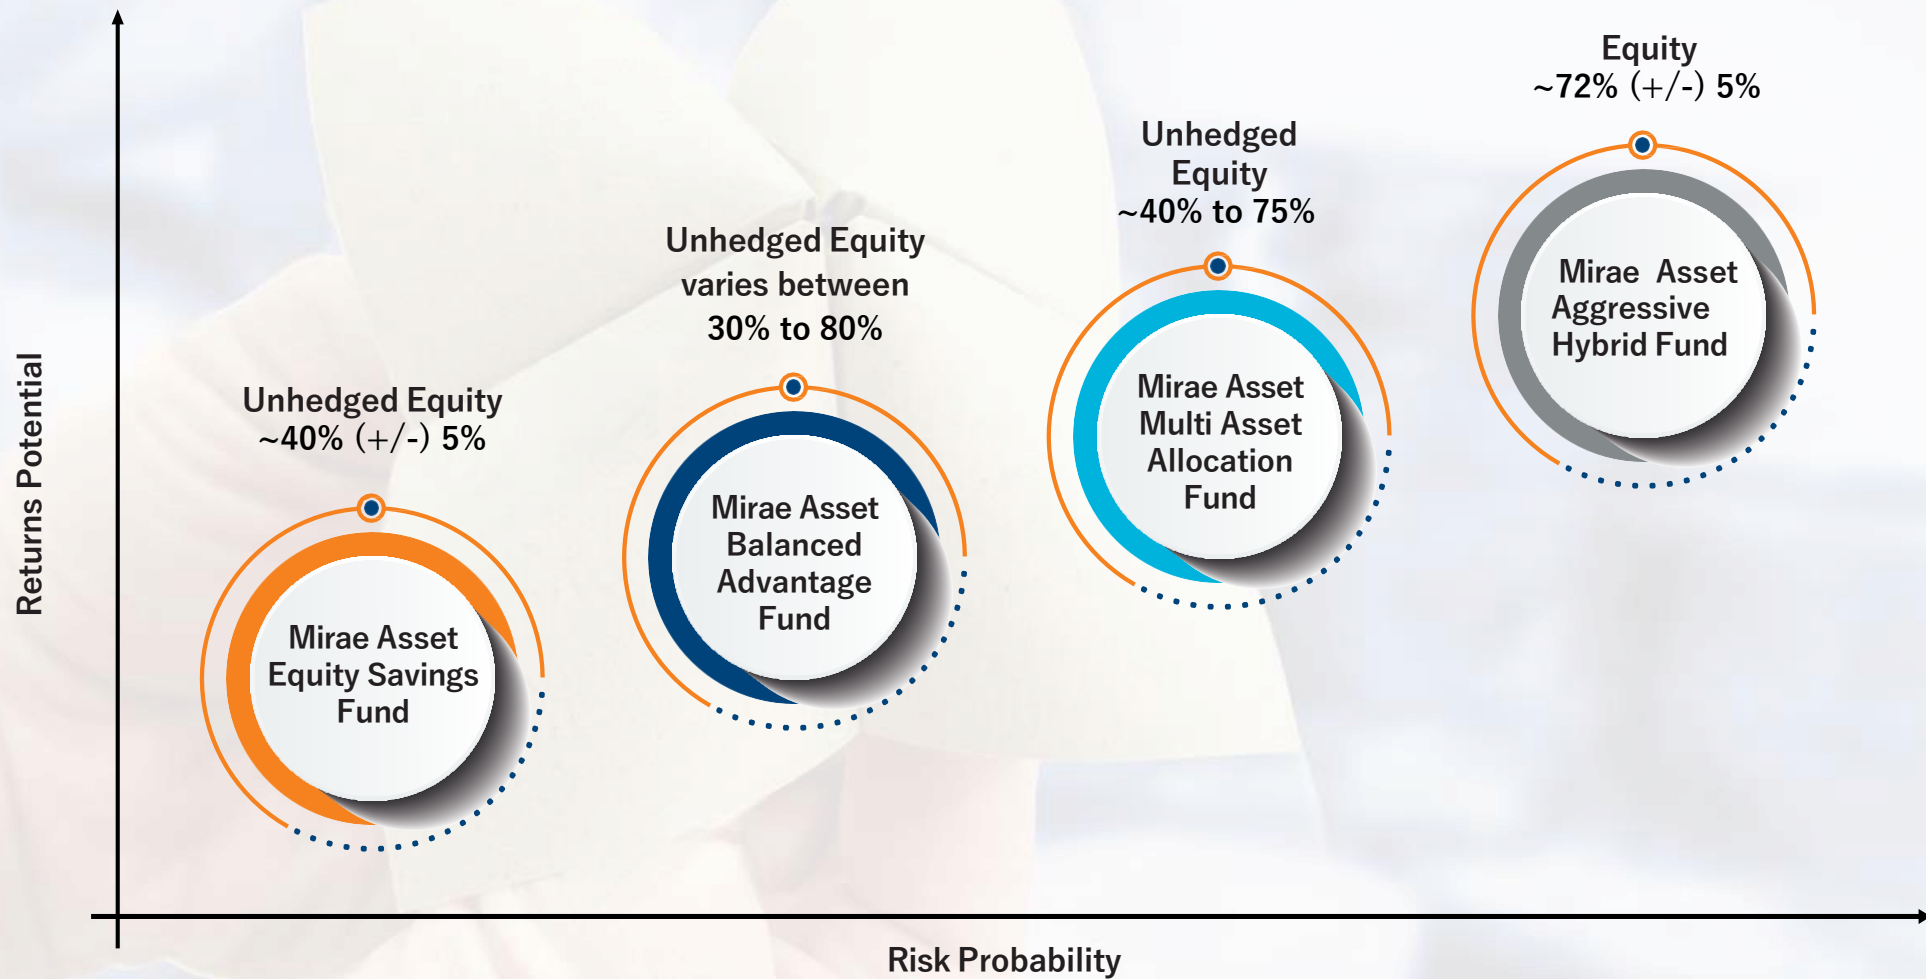 Returns Potential
Unhedged Equity
~40% (+/-) 5%
Mirae Asset
Equity Savings
Fund
Unhedged Equity
varies between
30% to 80%
Mirae Asset
Balanced
Advantage
Fund
Unhedged
Equity
~40% to 75%
Mirae Asset
Multi Asset
Allocation
Fund
Equity
~72% (+/-) 5%
Mirae Asset
Aggressive
Hybrid Fund
Risk Probability